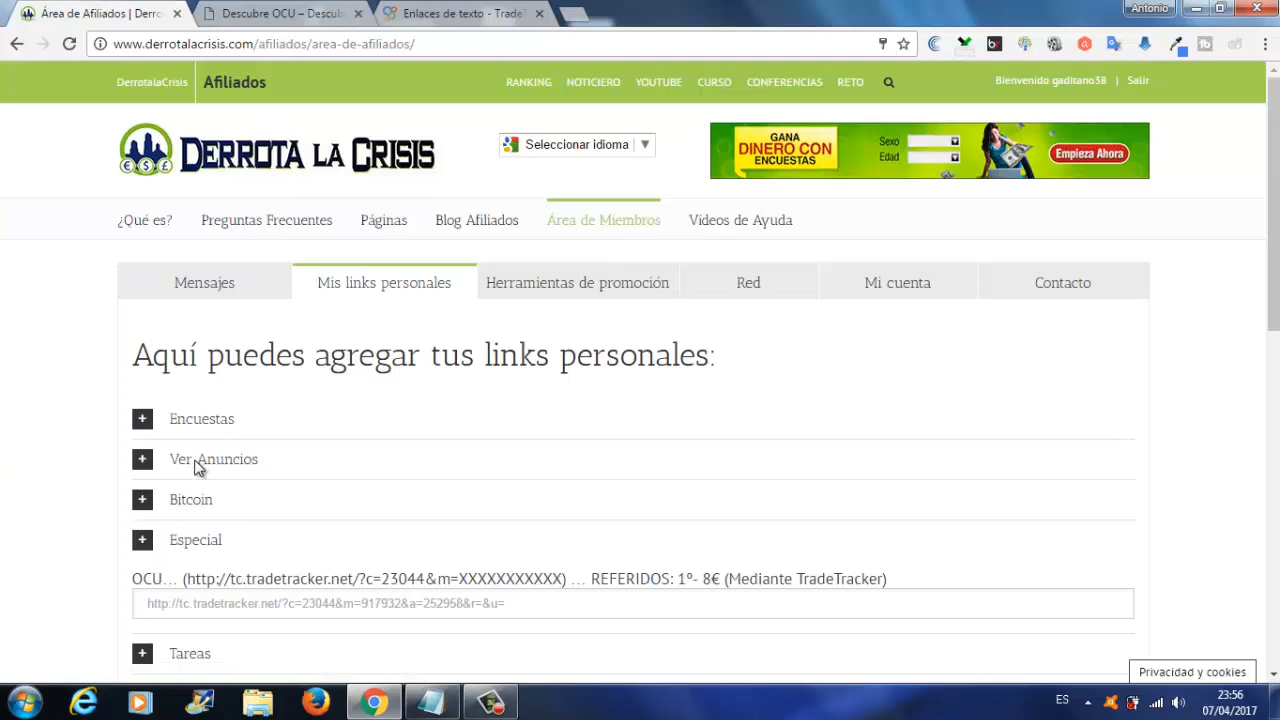 Área de Afiliados | Derro
Descubre OCU – Descub
Enlaces de texto - TradeT
Antonio
www.derrotalacrisis.com/afiliados/area-de-afiliados/
DerrotalaCrisis
Afiliados
RANKING NOTICIERO YOUTUBE CURSO CONFERENCIAS RETO
Bienvenido gaditano38 | Salir
DERROTA LA CRISIS
Seleccionar idioma
GANA
DINERO CON
ENCUESTAS
Sexo
Edad
Empieza Ahora
¿Qué es? Preguntas Frecuentes Páginas Blog Afiliados Área de Miembros Vídeos de Ayuda
Mensajes Mis links personales Herramientas de promoción Red Mi cuenta Contacto
Aquí puedes agregar tus links personales:
Encuestas
Ver Anuncios
Bitcoin
Especial
OCU... (http://tc.tradetracker.net/?c=23044&m=XXXXXXXXXXX) ... REFERIDOS: 1º- 8€ (Mediante TradeTracker)
http://tc.tradetracker.net/?c=23044&m=917932&a=252958&r=&u=
Tareas
Privacidad y cookies
ES
23:56
07/04/2017